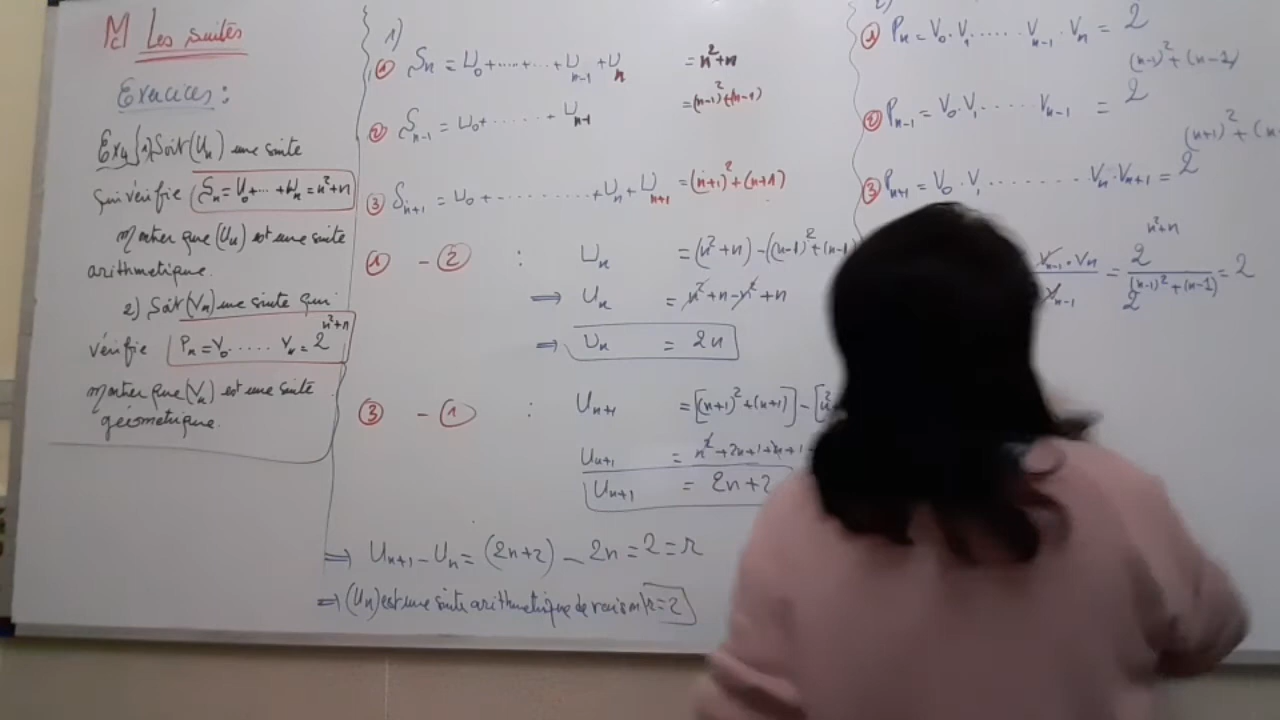 Mc Les suites
Exercices :
Ex4 1) Soit (Un) une suite
qui vérifie Sn = U0+...+Un = n²+n
Montrer que (Un) est une suite
arithmetique.
2) Soit (Vn) une suite qui
vérifie Pn = V0.....Vn = 2^(n²+n)
Montrer que (Vn) est une suite
géometrique.
1)
① Sn = U0+....+...+Un-1+Un = n²+n
② Sn-1 = U0+.......+Un-1 = (n-1)²+(n-1)
③ Sn+1 = U0+..........+Un+Un+1 = (n+1)²+(n+1)
① - ② : Un = (n²+n)-((n-1)²+(n-1)
⟹ Un = n²+n-n²+n
⟹ Un = 2n
③ - ① : Un+1 = [(n+1)²+(n+1)]-[n²
Un+1 = n²+2n+1+n+1
Un+1 = 2n+2
⟹ Un+1-Un = (2n+2)-2n = 2 = r
⟹ (Un) est une suite arithmetique de raison r=2
2)
① Pn = V0.V1......Vn-1.Vn = 2
② Pn-1 = V0.V1......Vn-1 = 2^((n-1)²+(n-1))
③ Pn+1 = V0.V1.........Vn.Vn+1 = 2^((n+1)²+(n
Vn-1.Vn / Vn-1 = 2^(n²+n) / 2^((n-1)²+(n-1)) = 2